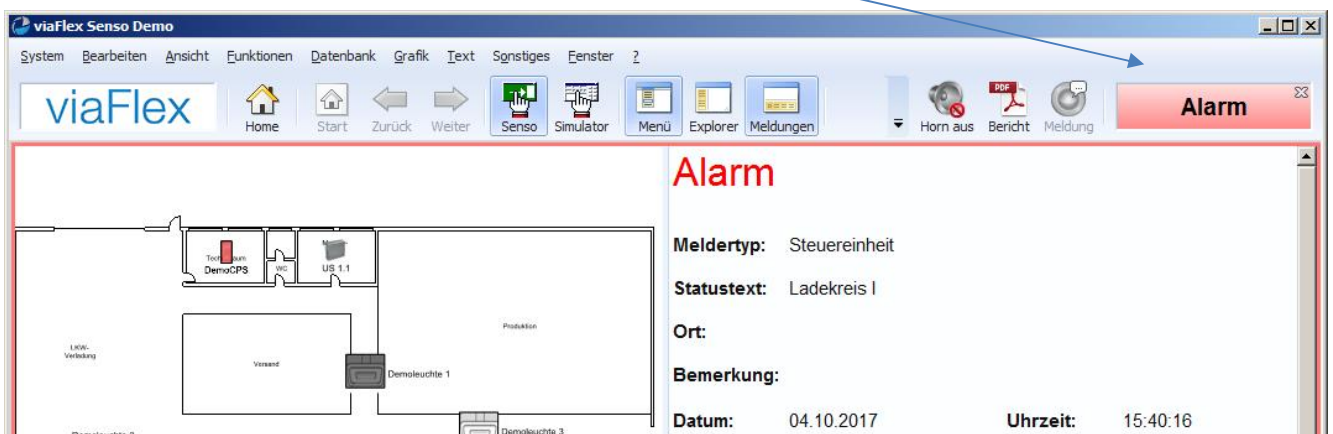 viaFlex Senso Demo
System Bearbeiten Ansicht Funktionen Datenbank Grafik Text Sonstiges Fenster ?
viaFlex
Home Start Zurück Weiter Senso Simulator Menü Explorer Meldungen Horn aus Bericht Meldung
PDF
Alarm
Alarm
Meldertyp: Steuereinheit
Statustext: Ladekreis I
Ort:
Bemerkung:
Datum: 04.10.2017 Uhrzeit: 15:40:16
DemoCPS
WC
US 1.1
Produktion
LKW-
Verladung
Versand
Demoleuchte 1
Demoleuchte 3